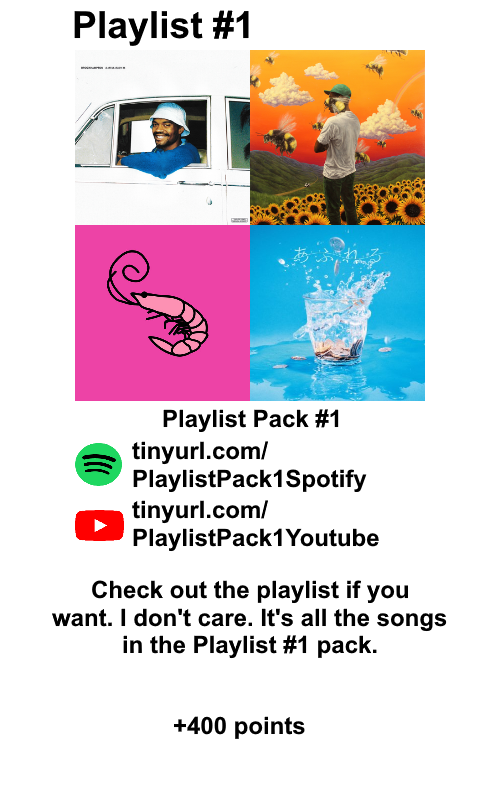 Playlist #1
あふれる
Playlist Pack #1
tinyurl.com/
PlaylistPack1Spotify
tinyurl.com/
PlaylistPack1Youtube
Check out the playlist if you
want. I don't care. It's all the songs
in the Playlist #1 pack.
+400 points